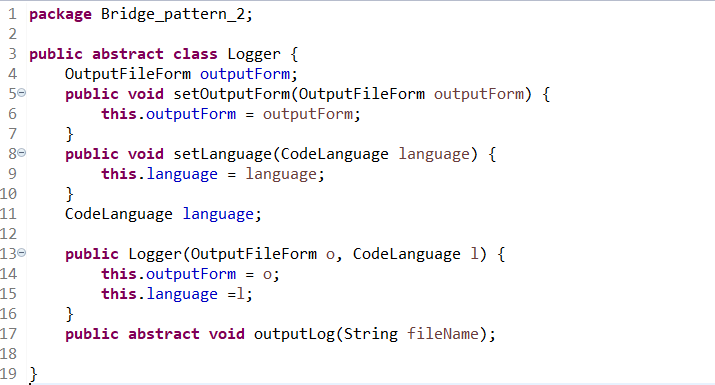 1 package Bridge_pattern_2;
2
3 public abstract class Logger {
4     OutputFileForm outputForm;
5     public void setOutputForm(OutputFileForm outputForm) {
6         this.outputForm = outputForm;
7     }
8     public void setLanguage(CodeLanguage language) {
9         this.language = language;
10     }
11     CodeLanguage language;
12
13     public Logger(OutputFileForm o, CodeLanguage l) {
14         this.outputForm = o;
15         this.language =l;
16     }
17     public abstract void outputLog(String fileName);
18
19 }